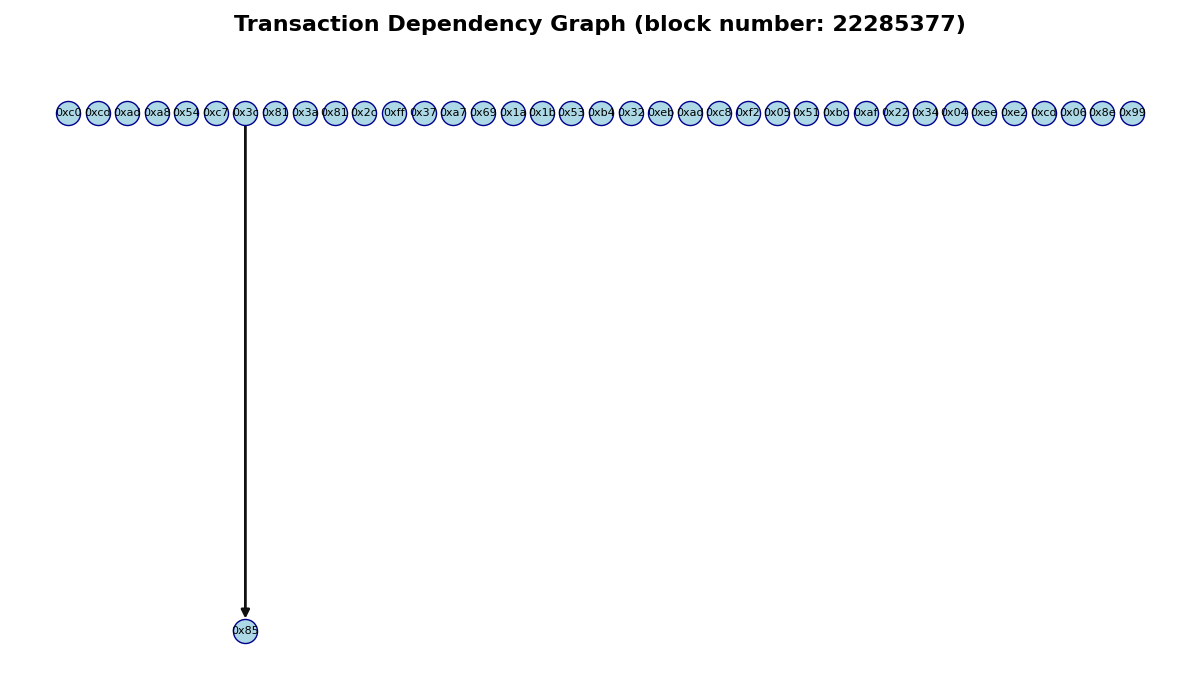 Transaction Dependency Graph (block number: 22285377)
0xc0 0xcd 0xad 0xa8 0x54 0xc7 0x3c 0x81 0x3a 0x81 0x2c 0xff 0x37 0xa7 0x69 0x1a 0x1b 0x53 0xb4 0x32 0xeb 0xad 0xc8 0xf2 0x05 0x51 0xbc 0xaf 0x22 0x34 0x04 0xee 0xe2 0xcd 0x06 0x8e 0x99
0x85